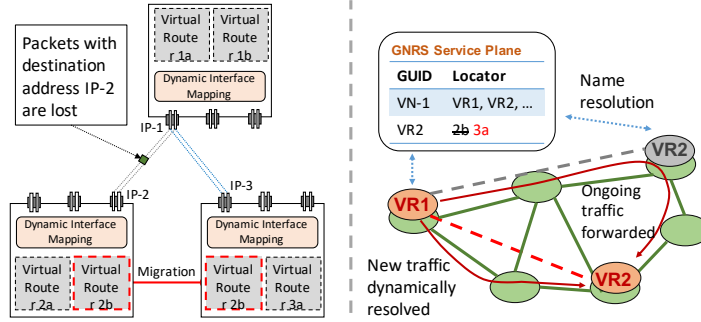 Packets with
destination
address IP-2
are lost
Virtual
Route
r 1a
Virtual
Route
r 1b
Dynamic Interface
Mapping
IP-1
IP-2
IP-3
Dynamic Interface
Mapping
Dynamic Interface
Mapping
Virtual
Route
r 2a
Virtual
Route
r 2b
Migration
Virtual
Route
r 2b
Virtual
Route
r 3a
GNRS Service Plane
GUID Locator
VN-1 VR1, VR2, ...
VR2 2b 3a
Name
resolution
VR2
VR1
Ongoing
traffic
forwarded
VR2
New traffic
dynamically
resolved